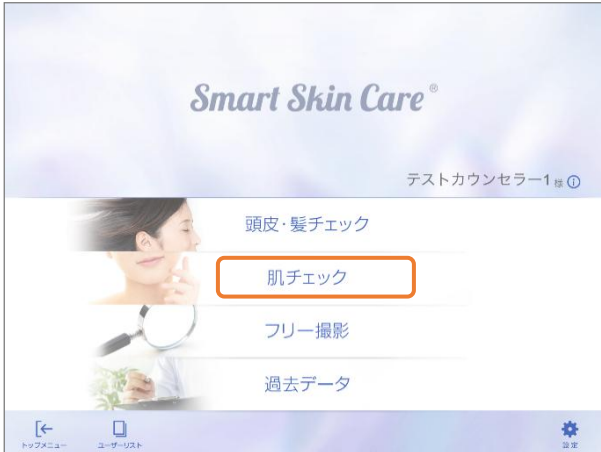 Smart Skin Care®
テストカウンセラー1 様
頭皮・髪チェック
肌チェック
フリー撮影
過去データ
トップメニュー
ユーザーリスト
設定